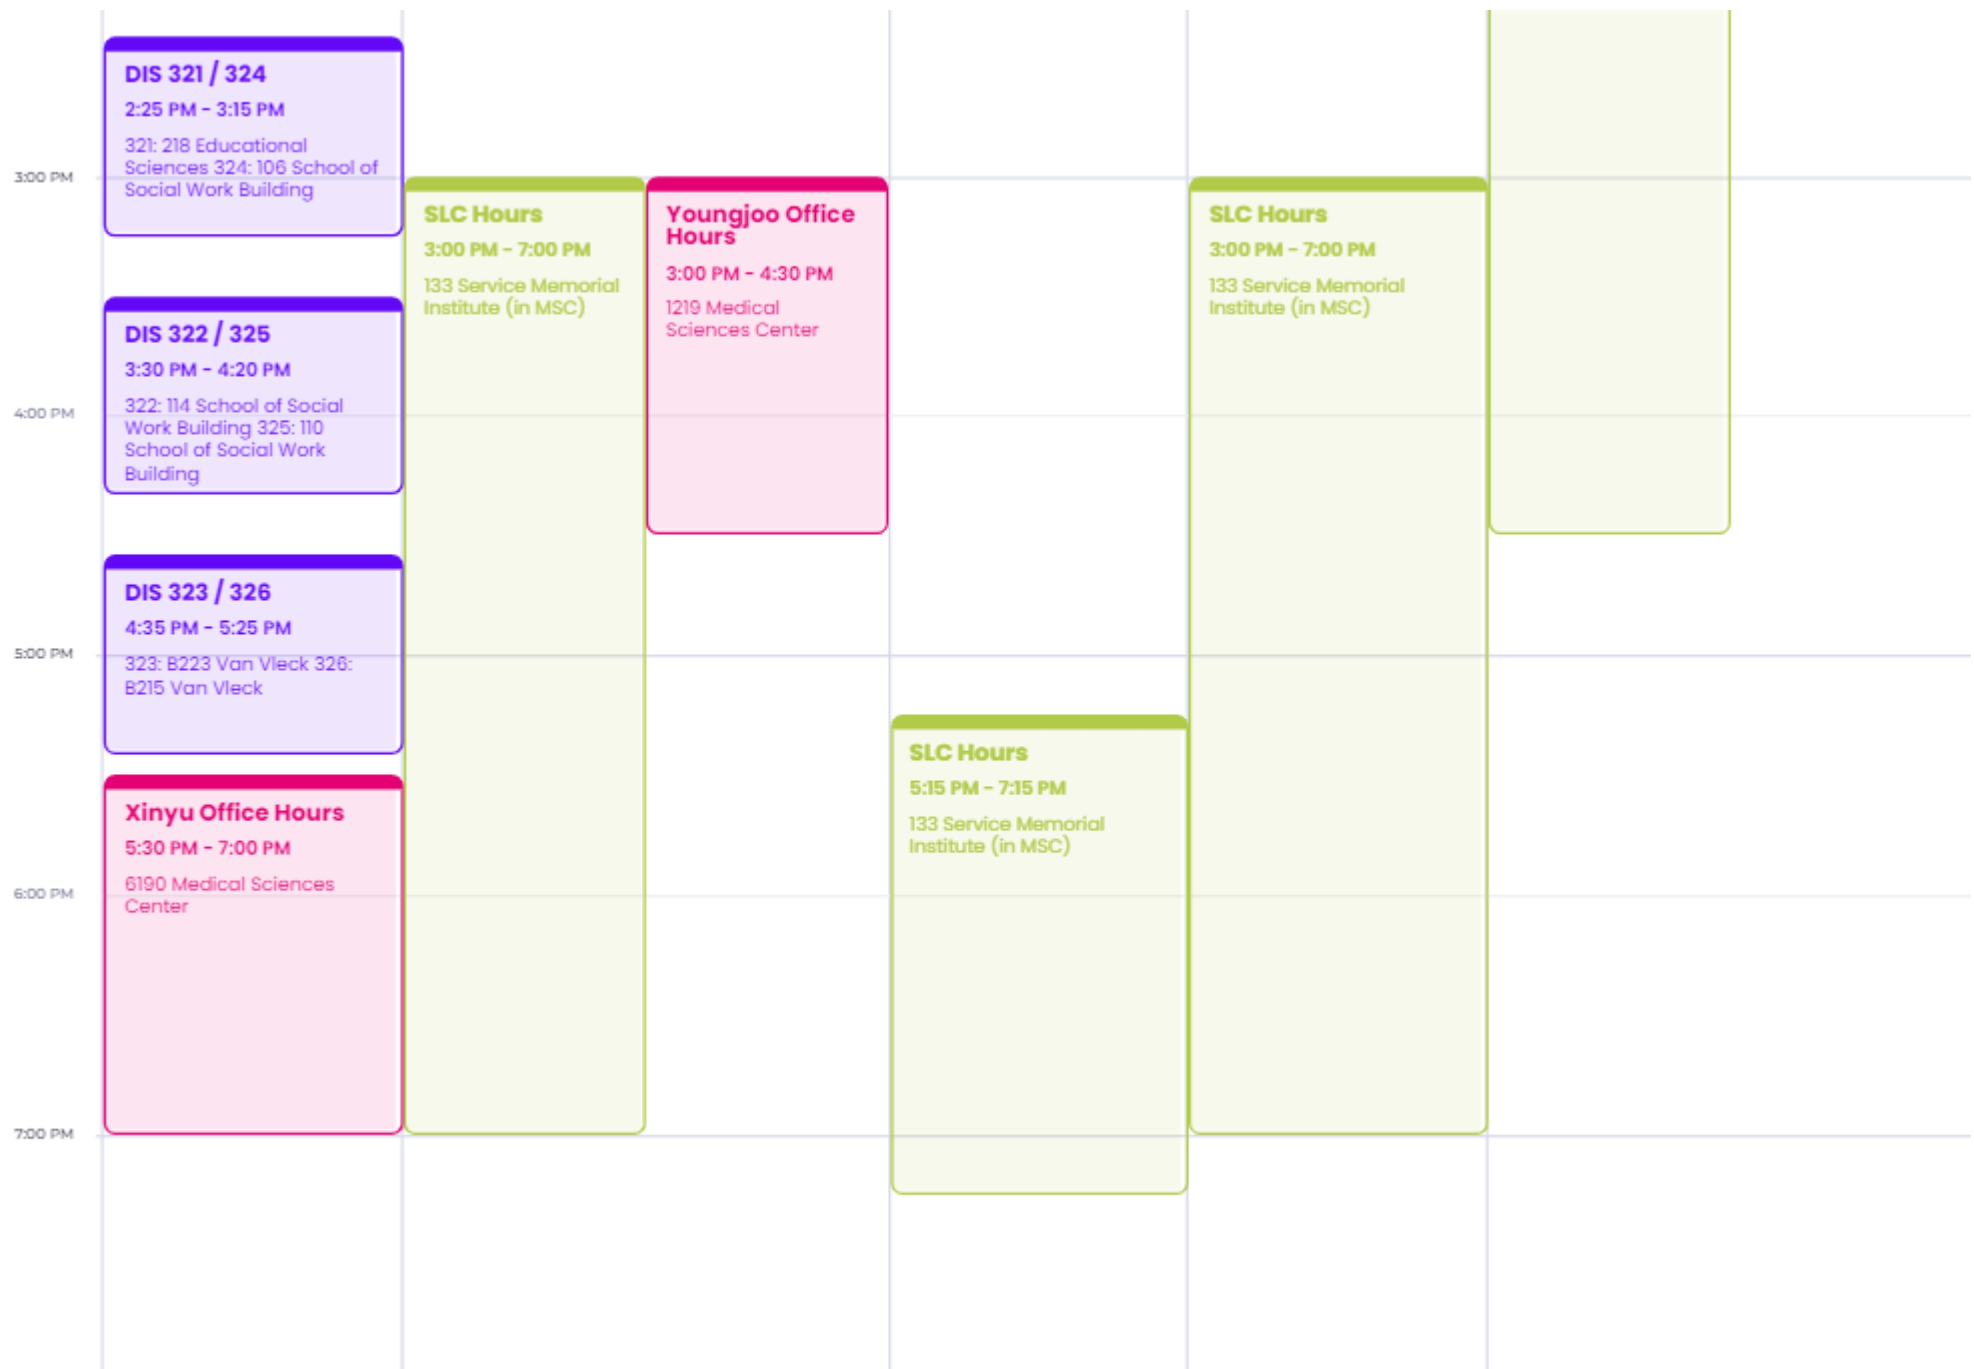 DIS 321 / 324
2:25 PM - 3:15 PM
321: 218 Educational
Sciences 324: 106 School of
Social Work Building
3:00 PM
SLC Hours
3:00 PM - 7:00 PM
133 Service Memorial
Institute (in MSC)
Youngjoo Office
Hours
3:00 PM - 4:30 PM
1219 Medical
Sciences Center
SLC Hours
3:00 PM - 7:00 PM
133 Service Memorial
Institute (in MSC)
DIS 322 / 325
3:30 PM - 4:20 PM
322: 114 School of Social
Work Building 325: 110
School of Social Work
Building
4:00 PM
DIS 323 / 326
4:35 PM - 5:25 PM
323: B223 Van Vleck 326:
B215 Van Vleck
5:00 PM
SLC Hours
5:15 PM - 7:15 PM
133 Service Memorial
Institute (in MSC)
Xinyu Office Hours
5:30 PM - 7:00 PM
6190 Medical Sciences
Center
6:00 PM
7:00 PM